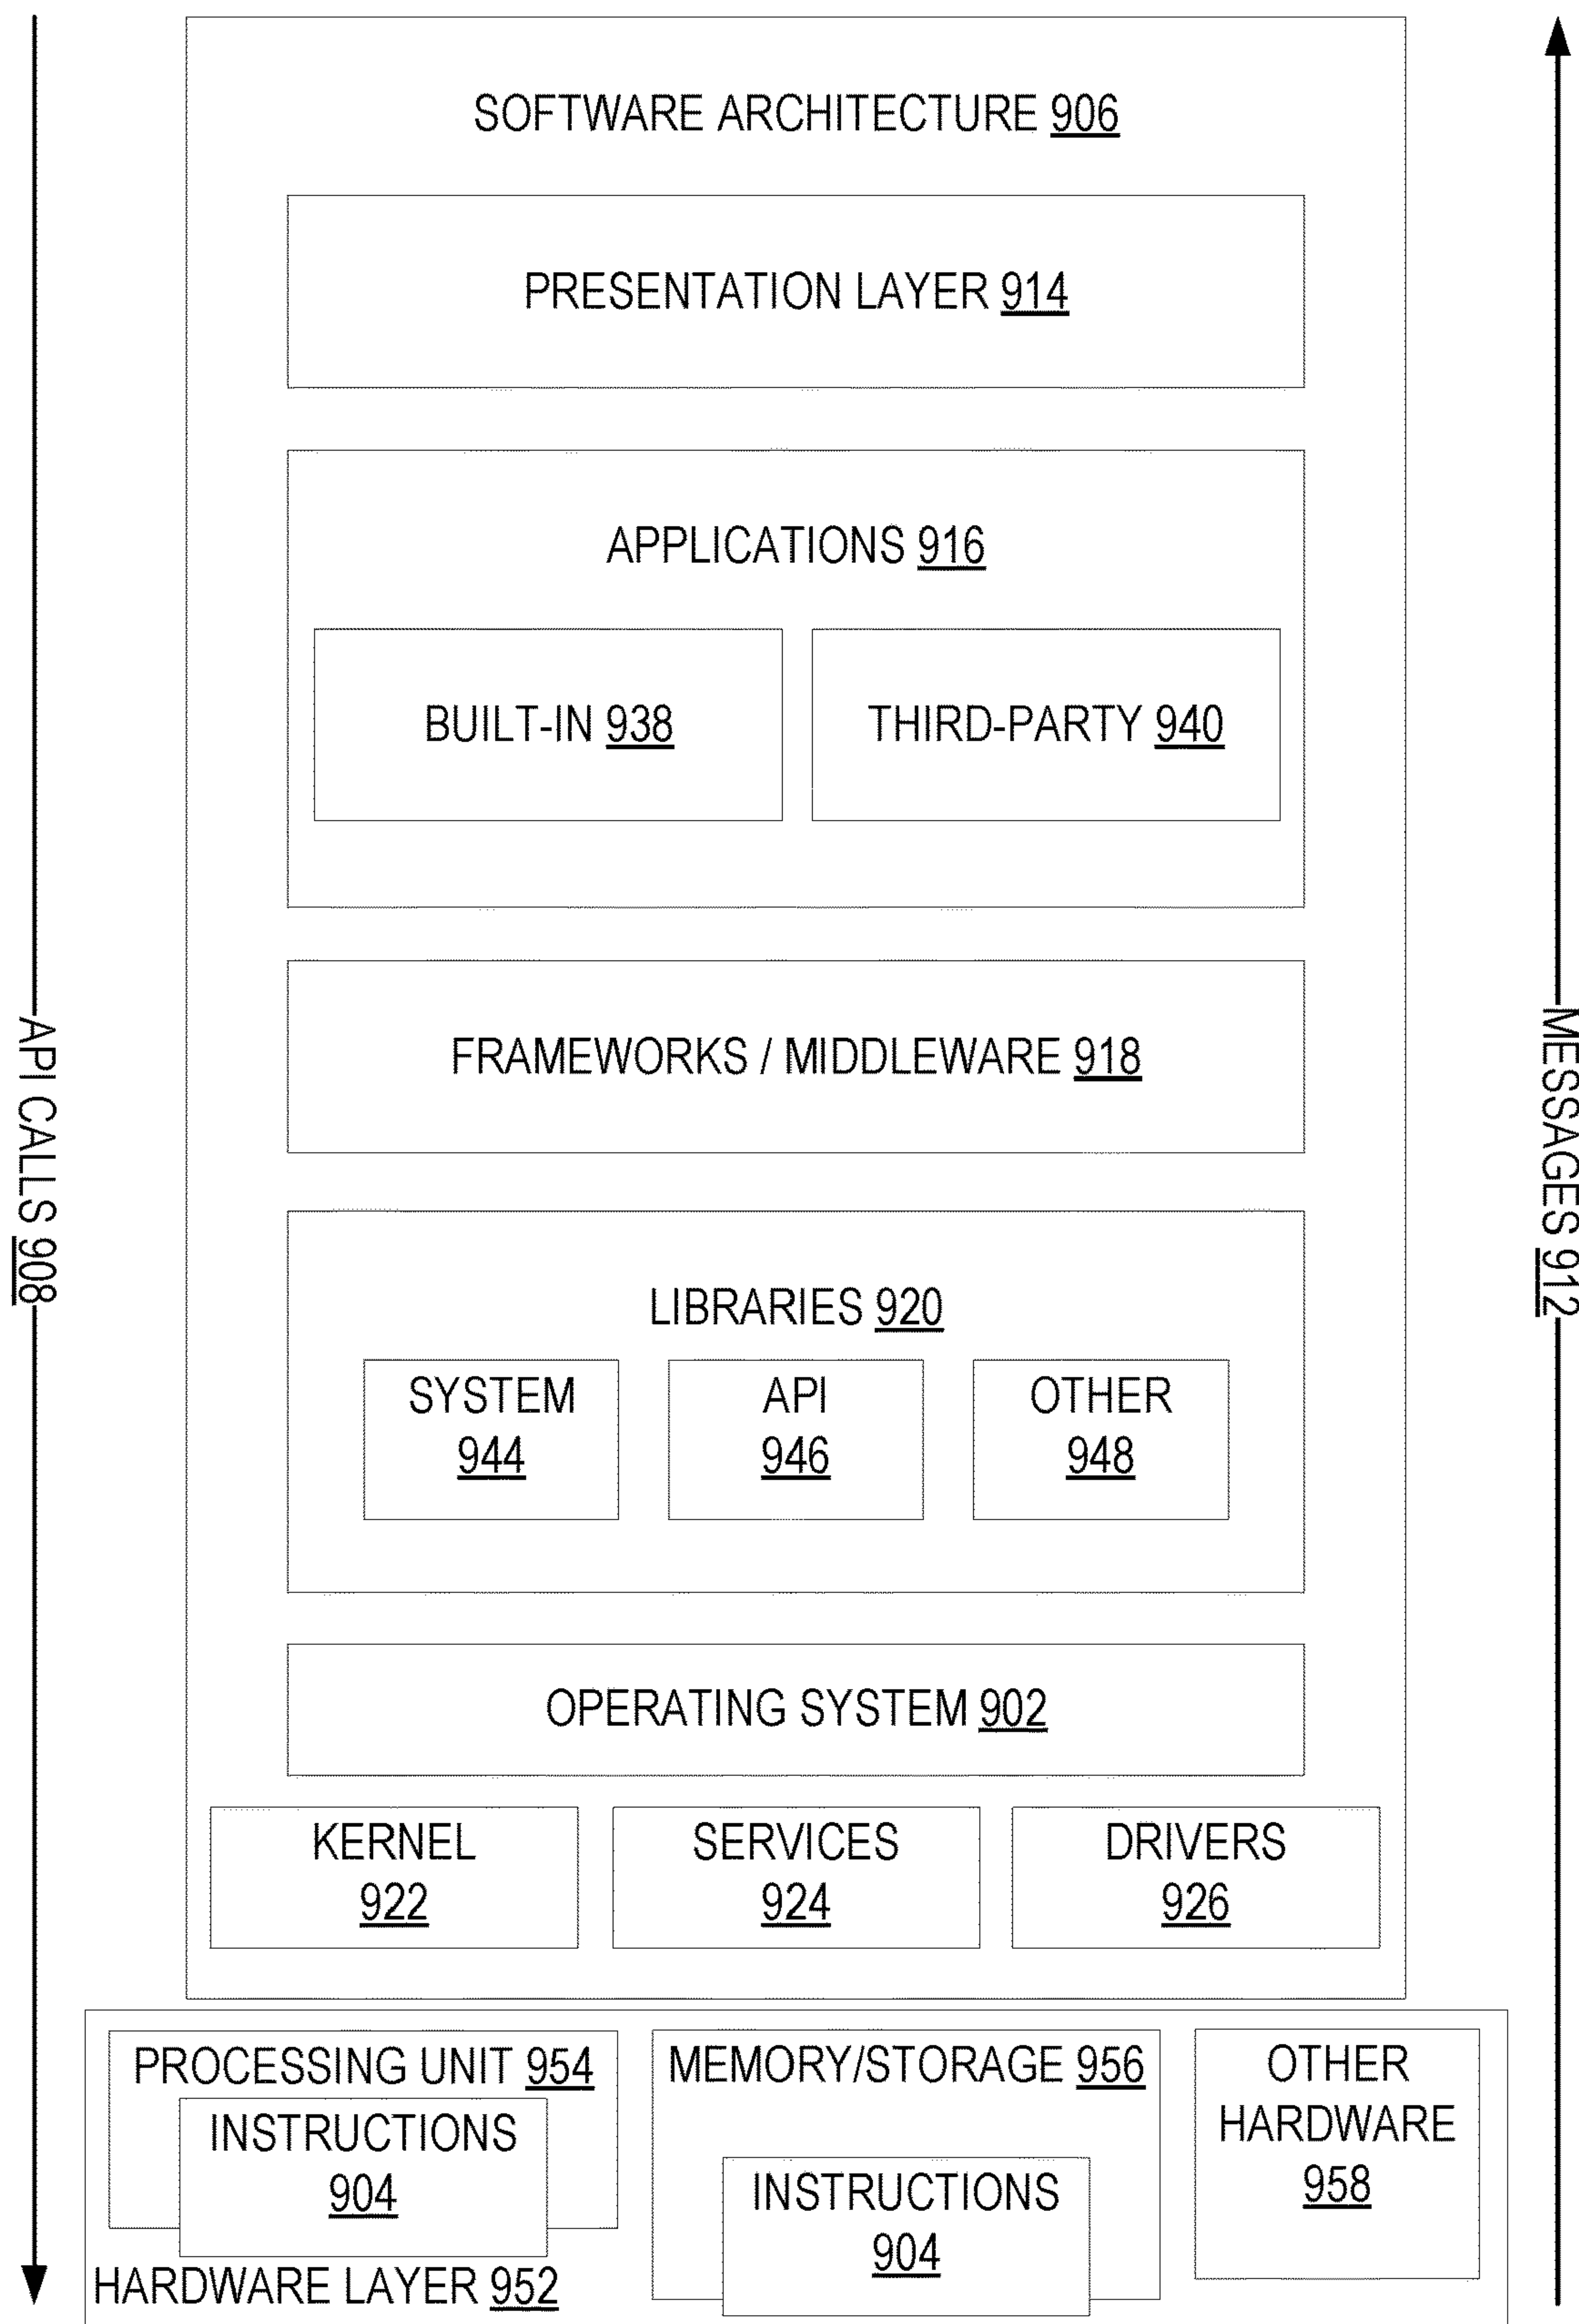 SOFTWARE ARCHITECTURE 906
PRESENTATION LAYER 914
APPLICATIONS 916
BUILT-IN 938
THIRD-PARTY 940
FRAMEWORKS / MIDDLEWARE 918
API CALLS 908
MESSAGES 912
LIBRARIES 920
SYSTEM
944
API
946
OTHER
948
OPERATING SYSTEM 902
KERNEL
922
SERVICES
924
DRIVERS
926
PROCESSING UNIT 954
INSTRUCTIONS
904
MEMORY/STORAGE 956
INSTRUCTIONS
904
OTHER
HARDWARE
958
HARDWARE LAYER 952